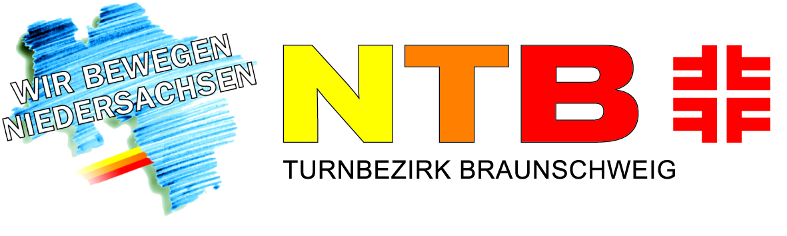 WIR BEWEGEN
NIEDERSACHSEN
NTB
TURNBEZIRK BRAUNSCHWEIG